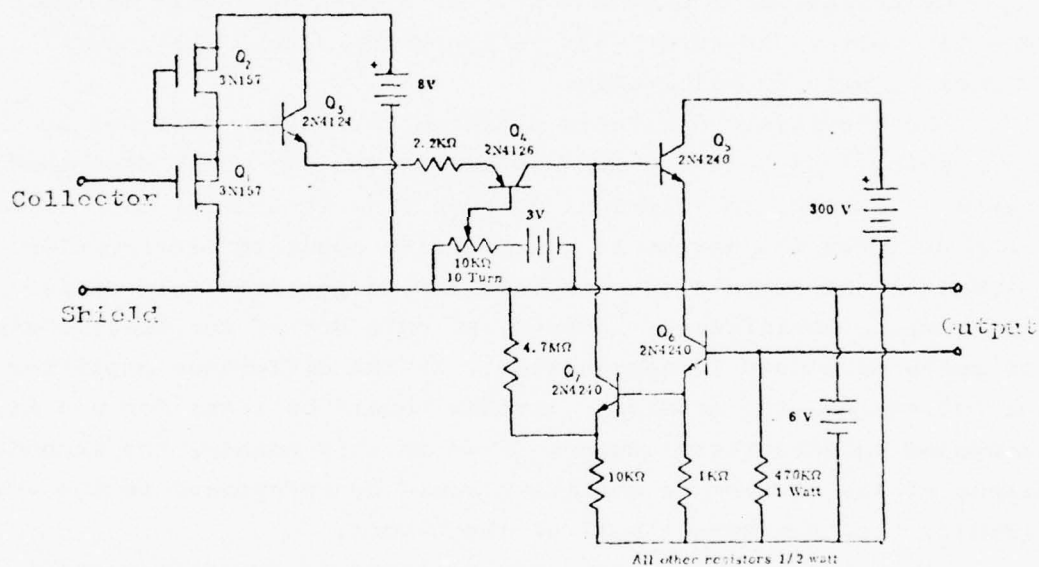 Q2
3N157
8V
Q3
2N4124
Q4
2N4126
2.2KΩ
Q5
2N4240
Q1
3N157
Collector
3V
300 V
10KΩ
10 Turn
Shield
Output
4.7MΩ
Q6
2N4240
Q7
2N4240
6 V
10KΩ
1KΩ
470KΩ
1 Watt
All other resistors 1/2 watt